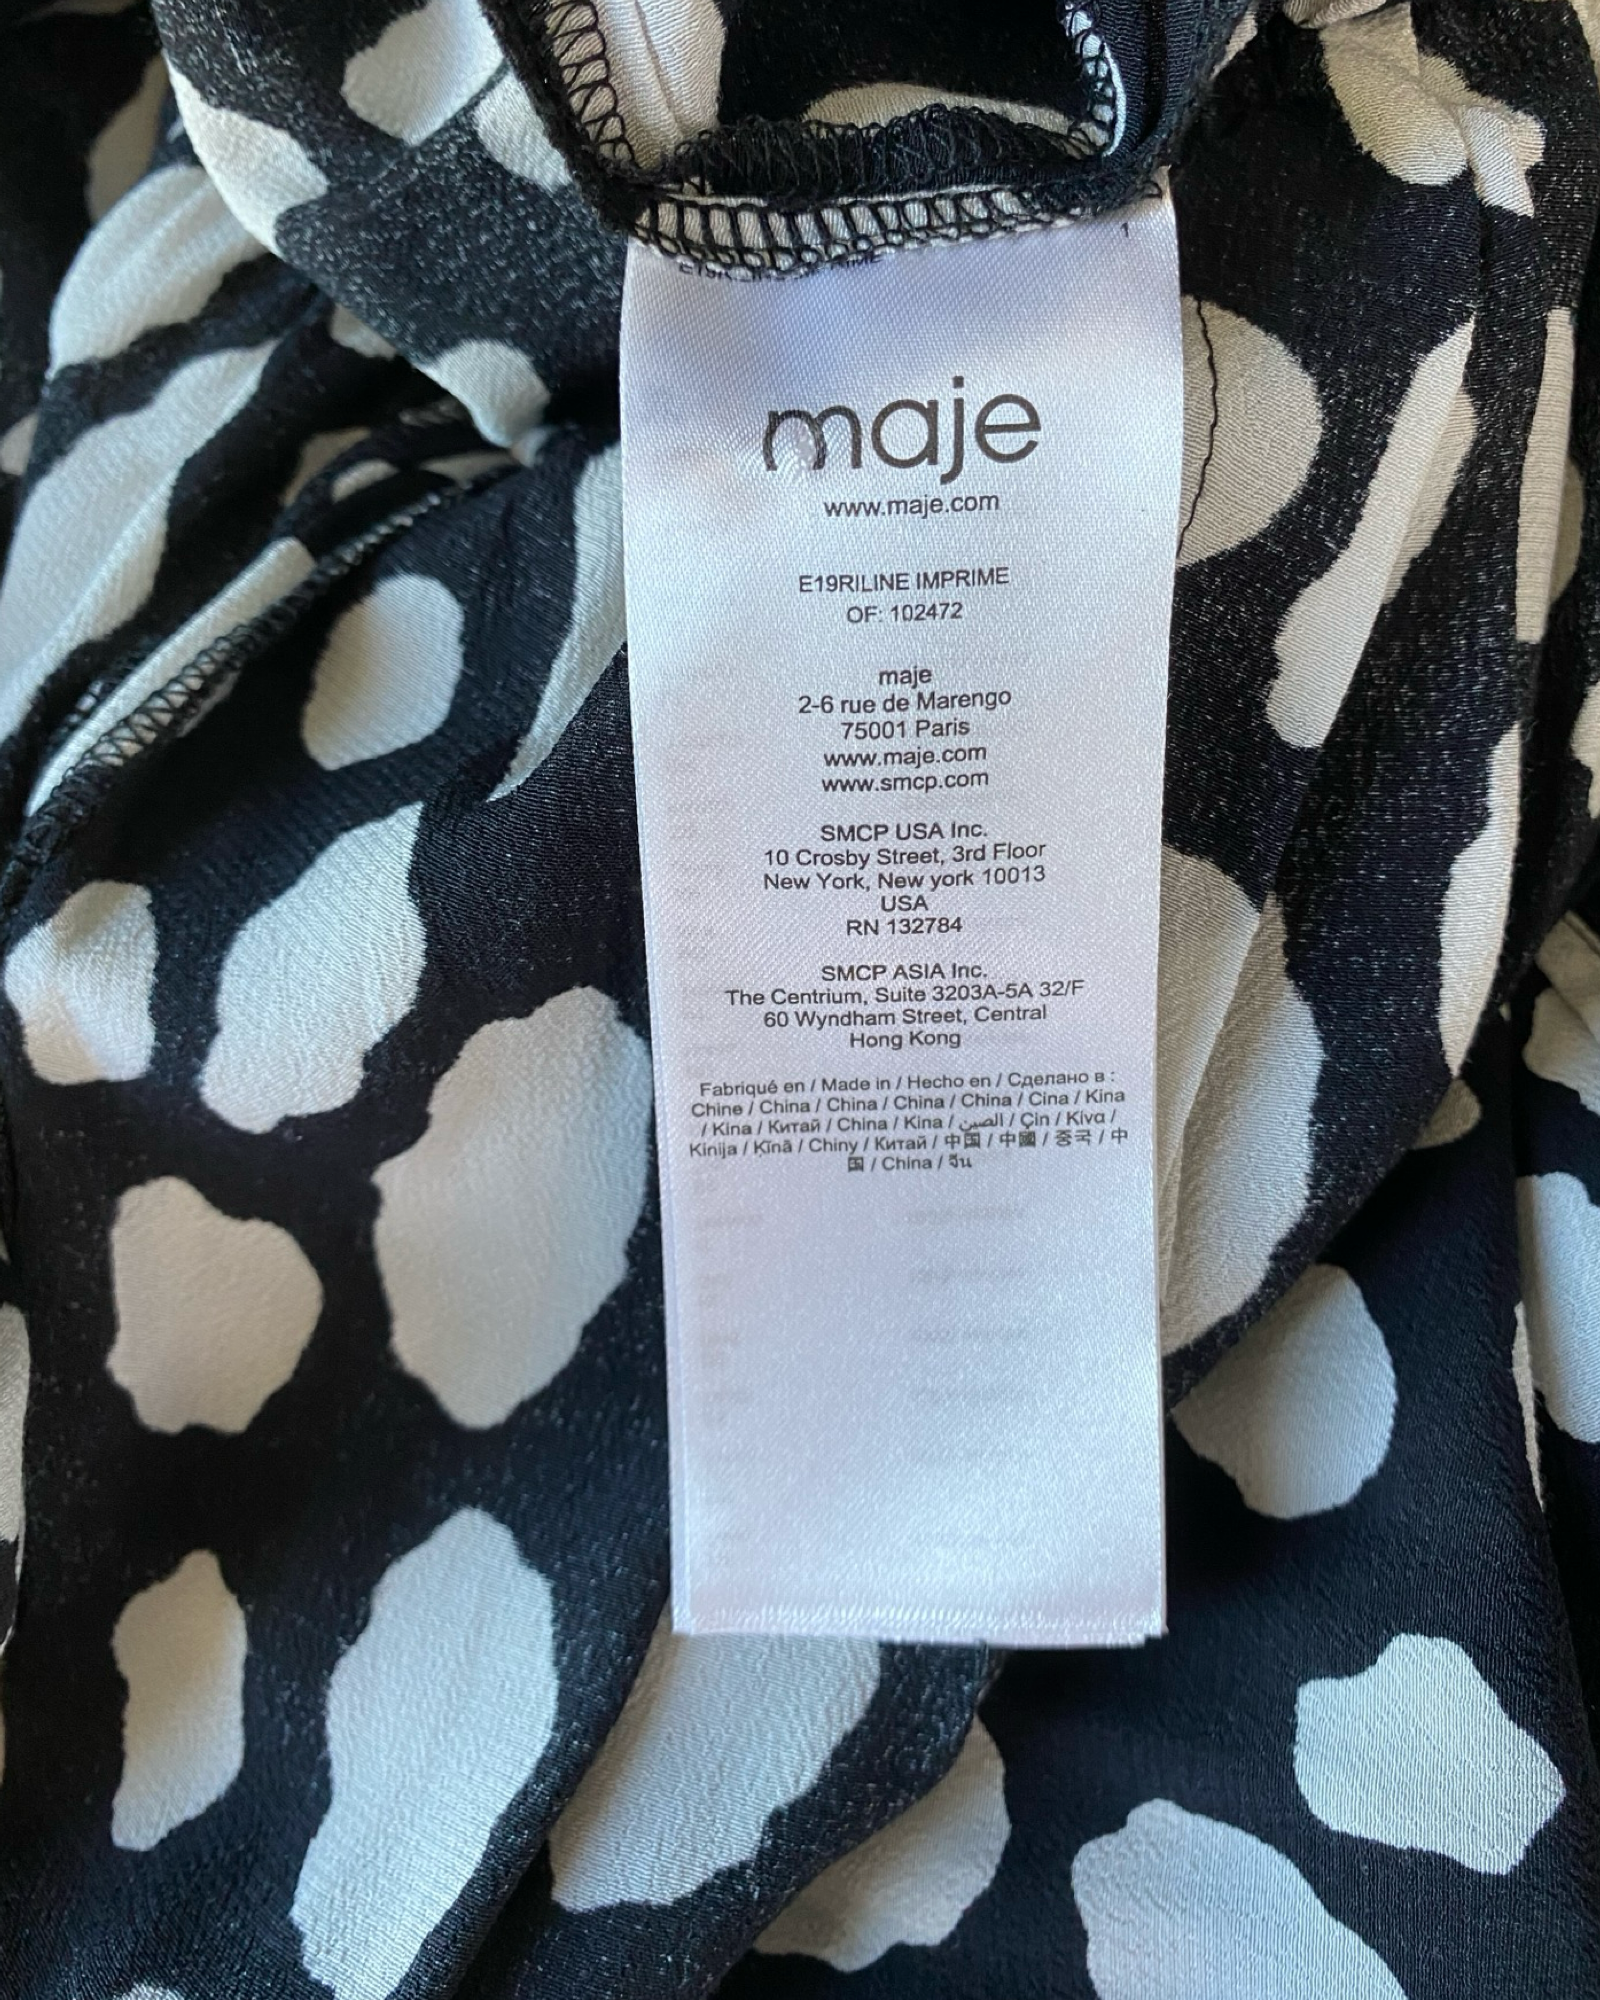 1
maje
www.maje.com
E19RILINE IMPRIME
OF: 102472
maje
2-6 rue de Marengo
75001 Paris
www.maje.com
www.smcp.com
SMCP USA Inc.
10 Crosby Street, 3rd Floor
New York, New york 10013
USA
RN 132784
SMCP ASIA Inc.
The Centrium, Suite 3203A-5A 32/F
60 Wyndham Street, Central
Hong Kong
Fabriqué en / Made in / Hecho en / Сделано в :
Chine / China / China / China / China / Cina / Kina
/ Kina / Китай / China / Kina / الصين / Çin / Kiva /
Kinija / Ķīnā / Chiny / Китай / 中国 / 中國 / 중국 / 中
国 / China / จีน